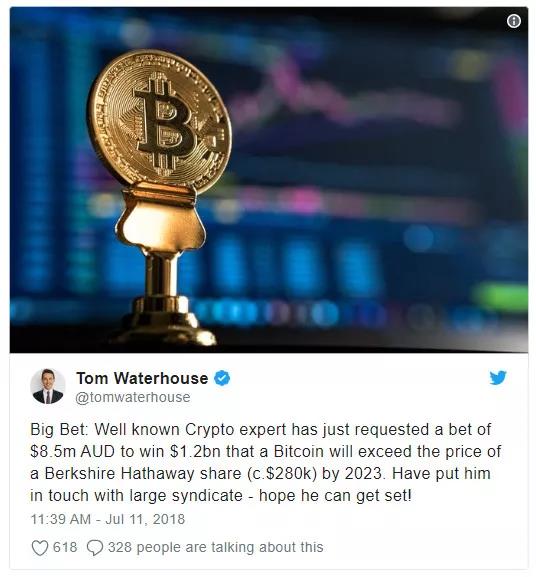 Tom Waterhouse
@tomwaterhouse
Big Bet: Well known Crypto expert has just requested a bet of
$8.5m AUD to win $1.2bn that a Bitcoin will exceed the price of
a Berkshire Hathaway share (c.$280k) by 2023. Have put him
in touch with large syndicate - hope he can get set!
11:39 AM - Jul 11, 2018
618 328 people are talking about this